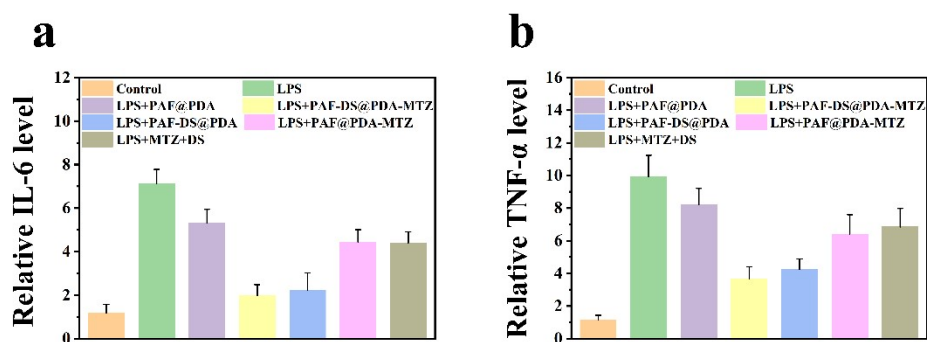 a
12
10
8
6
4
2
0
Relative IL-6 level
Control
LPS
LPS+PAF@PDA
LPS+PAF-DS@PDA-MTZ
LPS+PAF-DS@PDA
LPS+PAF@PDA-MTZ
LPS+MTZ+DS
b
16
14
12
10
8
6
4
2
0
Relative TNF-α level
Control
LPS
LPS+PAF@PDA
LPS+PAF-DS@PDA-MTZ
LPS+PAF-DS@PDA
LPS+PAF@PDA-MTZ
LPS+MTZ+DS